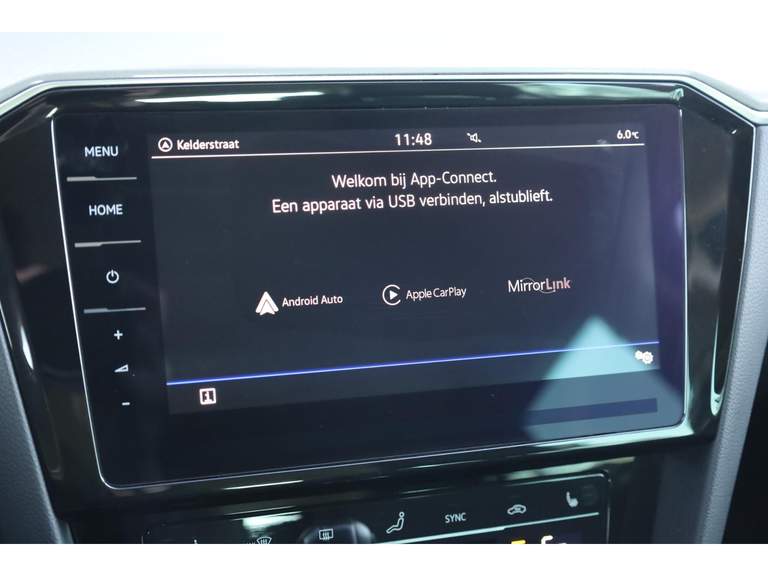 MENU
HOME
Kelderstraat
11:48
6.0°C
Welkom bij App-Connect.
Een apparaat via USB verbinden, alstublieft.
Android Auto
Apple CarPlay
MirrorLink
+
-
SYNC